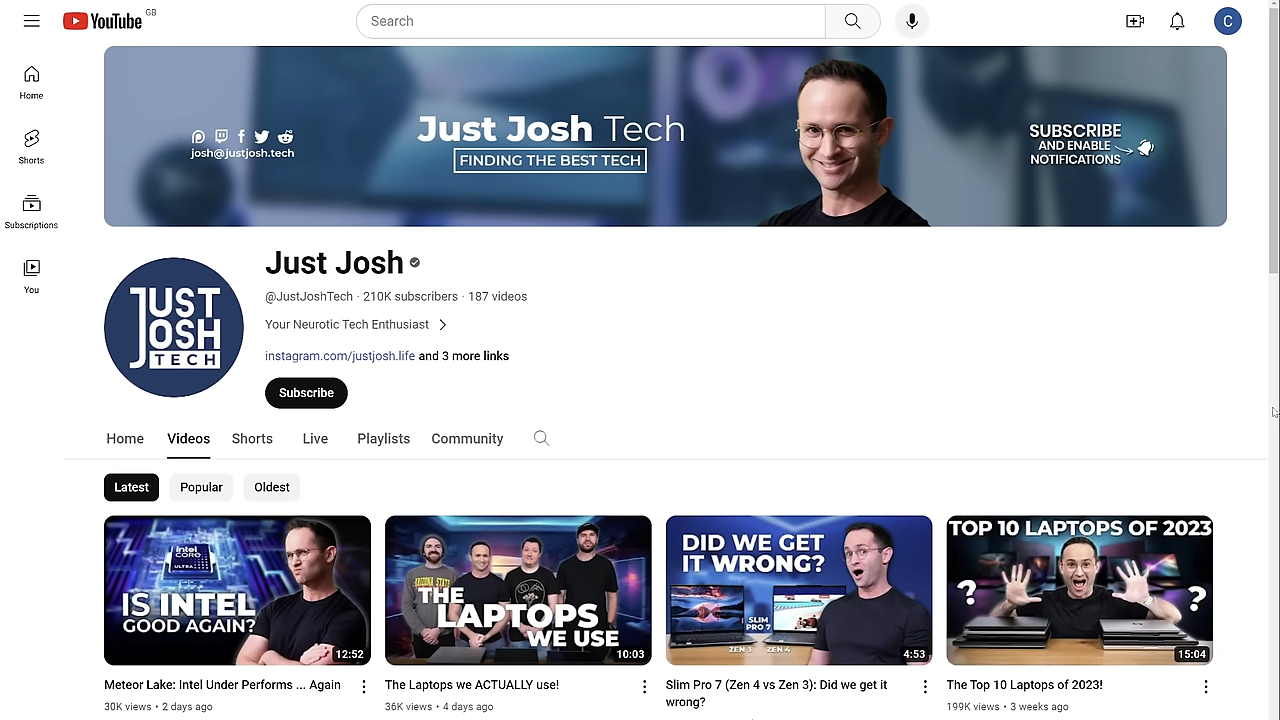 YouTube GB
Search
C
Home
Shorts
Subscriptions
You
josh@justjosh.tech
Just Josh Tech
FINDING THE BEST TECH
SUBSCRIBE
AND ENABLE
NOTIFICATIONS
JUST
JOSH
TECH
Just Josh
@JustJoshTech · 210K subscribers · 187 videos
Your Neurotic Tech Enthusiast
instagram.com/justjosh.life and 3 more links
Subscribe
Home Videos Shorts Live Playlists Community
Latest Popular Oldest
intel
CORE
ULTRA
IS INTEL
GOOD AGAIN?
12:52
Meteor Lake: Intel Under Performs ... Again
30K views • 2 days ago
ARIZONA STATE
THE
LAPTOPS
WE USE
10:03
The Laptops we ACTUALLY use!
36K views • 4 days ago
DID WE GET
IT WRONG?
SLIM
PRO 7
ZEN 3 ZEN 4
4:53
Slim Pro 7 (Zen 4 vs Zen 3): Did we get it
wrong?
TOP 10 LAPTOPS OF 2023
? ?
15:04
The Top 10 Laptops of 2023!
199K views • 3 weeks ago